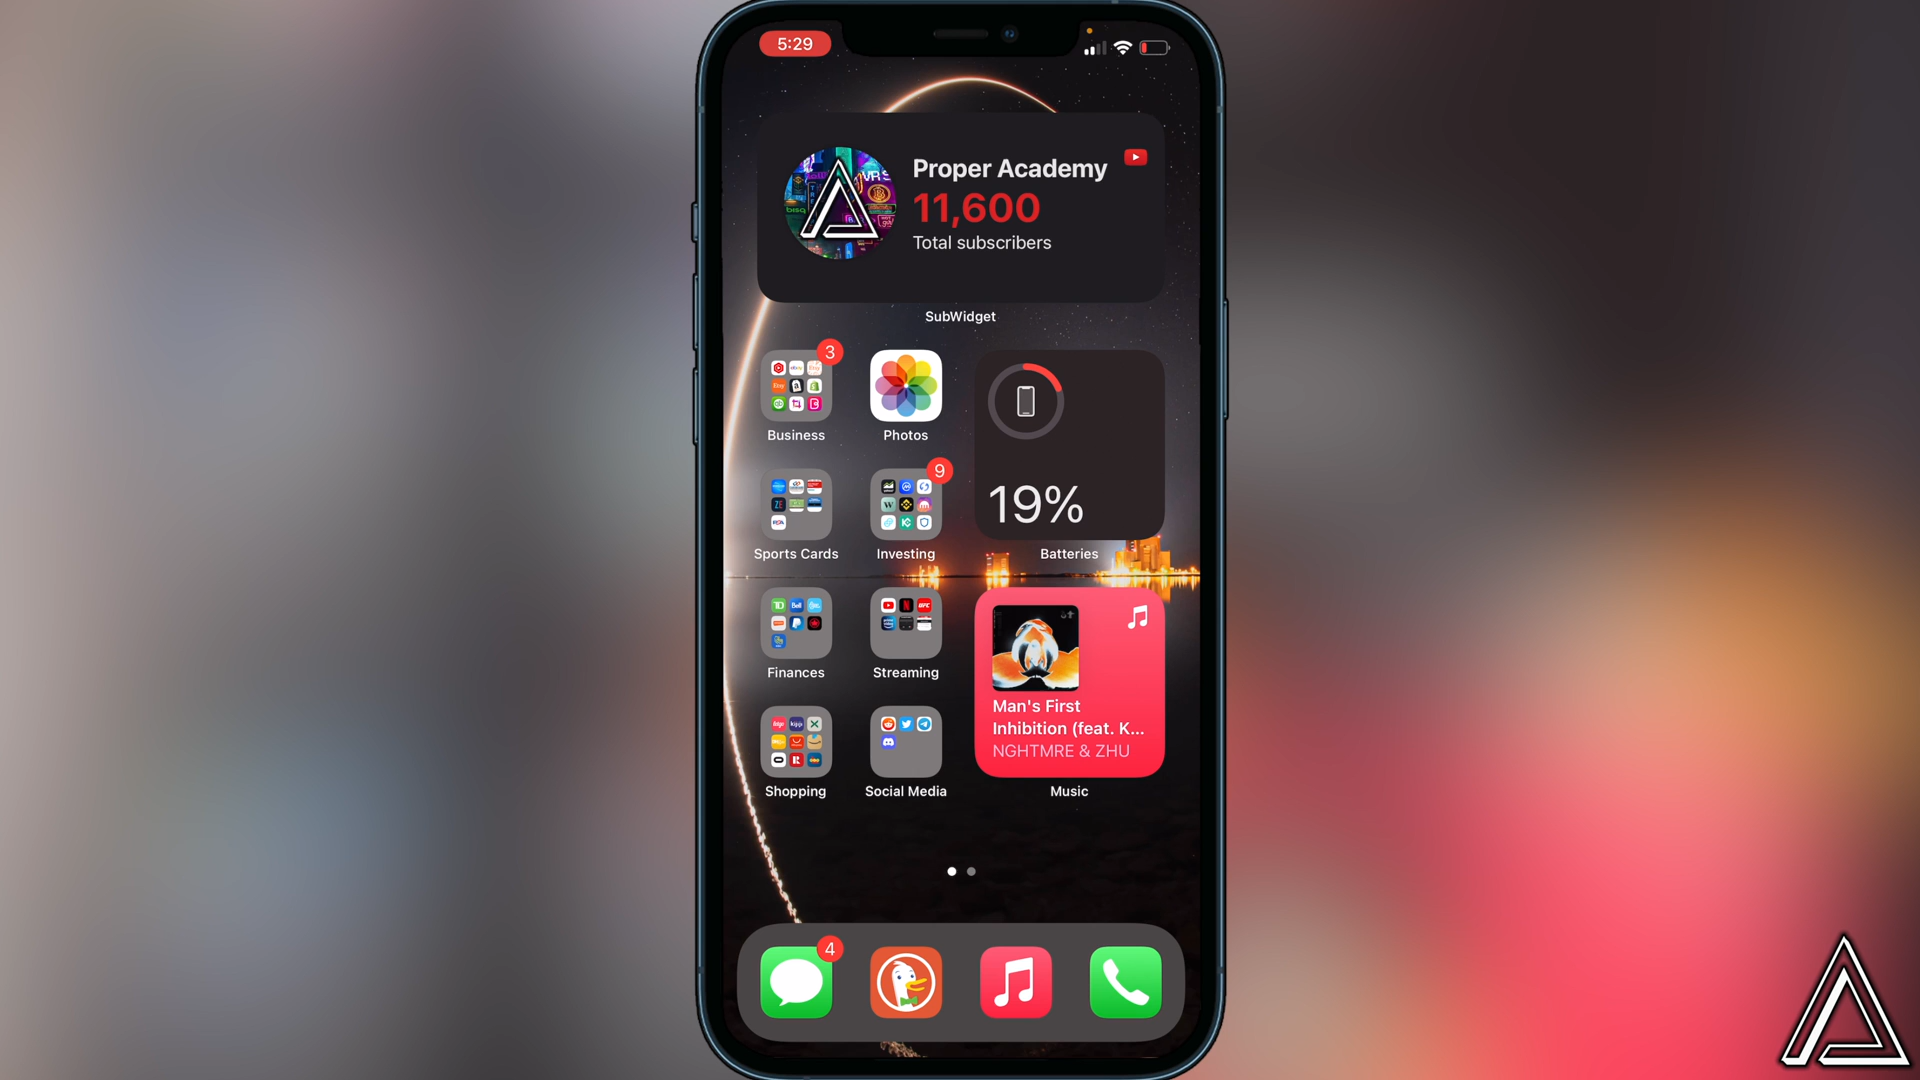 5:29
Proper Academy
11,600
Total subscribers
SubWidget
3
Business
Photos
19%
Batteries
Sports Cards
9
Investing
Finances
Streaming
Man's First
Inhibition (feat. K...
NGHTMRE & ZHU
Music
Shopping
Social Media
4